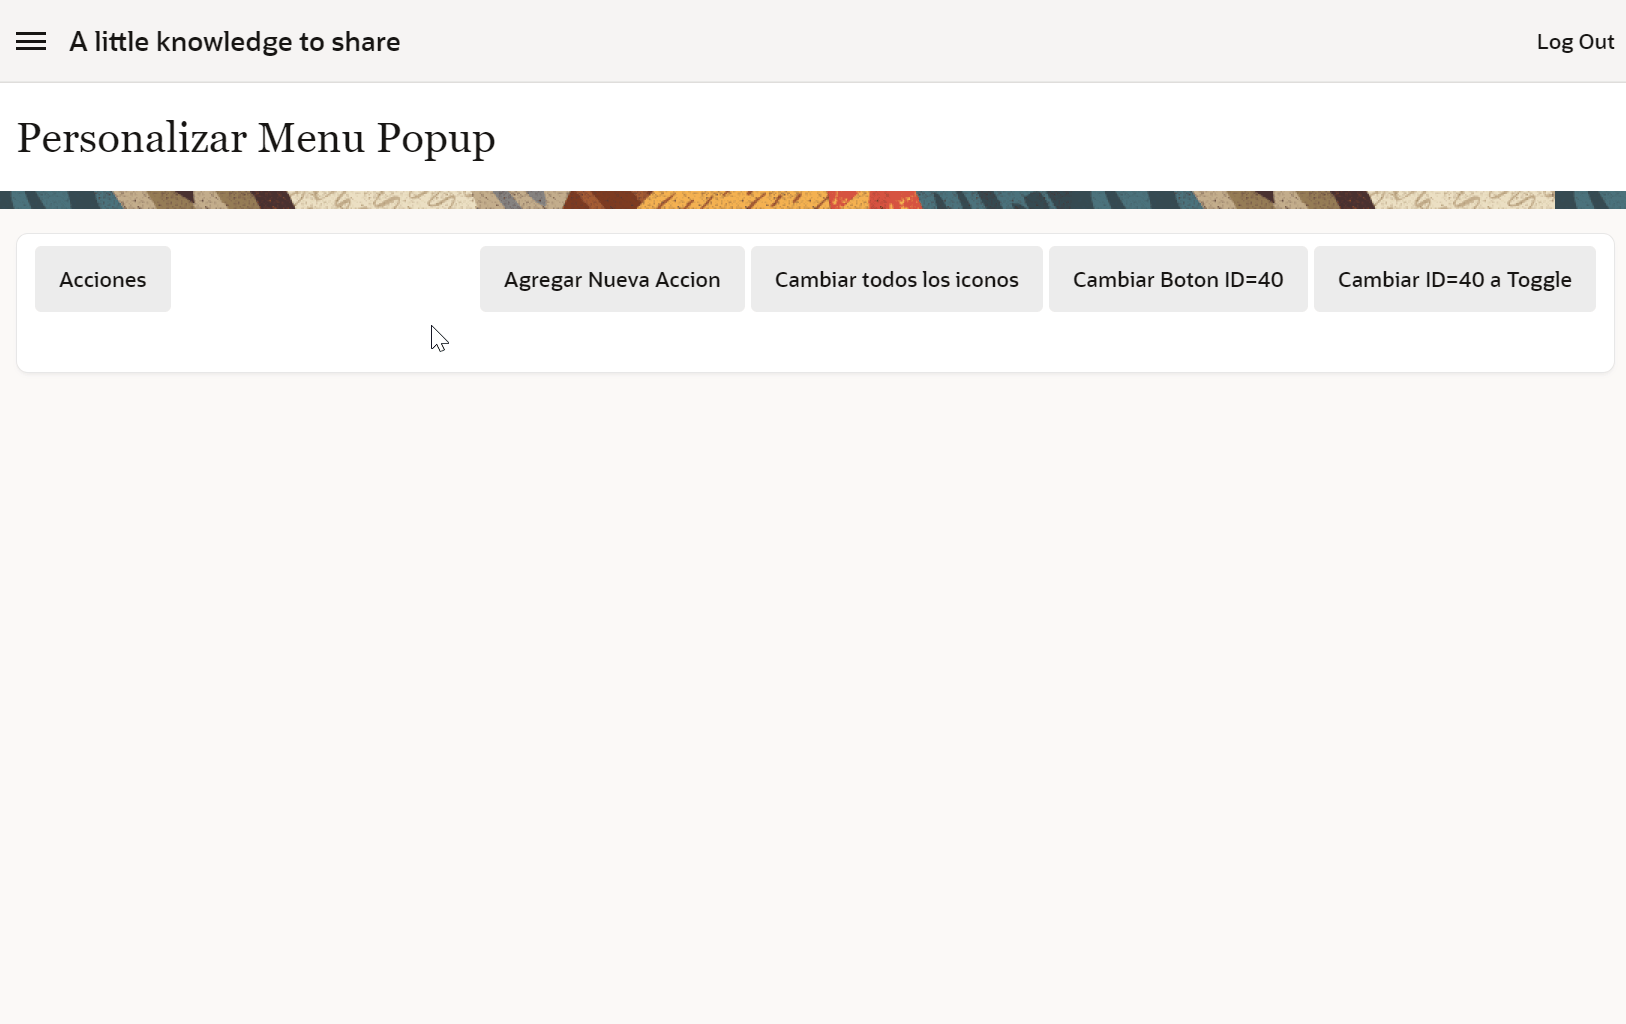 A little knowledge to share
Log Out
Personalizar Menu Popup
Acciones
Agregar Nueva Accion
Cambiar todos los iconos
Cambiar Boton ID=40
Cambiar ID=40 a Toggle